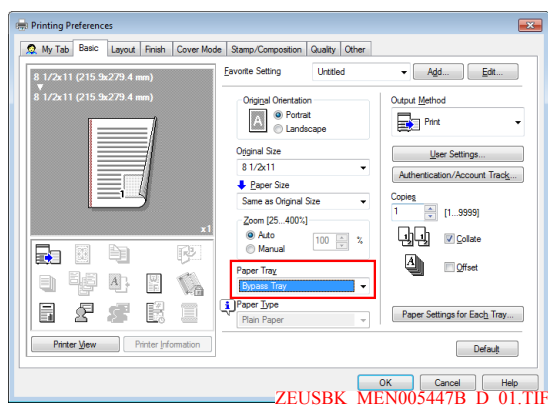 Printing Preferences
My Tab Basic Layout Finish Cover Mode Stamp/Composition Quality Other
8 1/2x11 (215.9x279.4 mm)
8 1/2x11 (215.9x279.4 mm)
1
x1
Favorite Setting Untitled Add... Edit...
Original Orientation
A Portrait
Landscape
Original Size
8 1/2x11
Paper Size
Same as Original Size
Zoom [25...400%]
Auto
Manual
100 %
Paper Tray
Bypass Tray
Paper Type
Plain Paper
Output Method
Print
User Settings...
Authentication/Account Track...
Copies
1 [1...9999]
Collate
Offset
Paper Settings for Each Tray...
Printer View Printer Information
Default
OK Cancel Help
ZEUSBK_MEN005447B_D_01.TIF